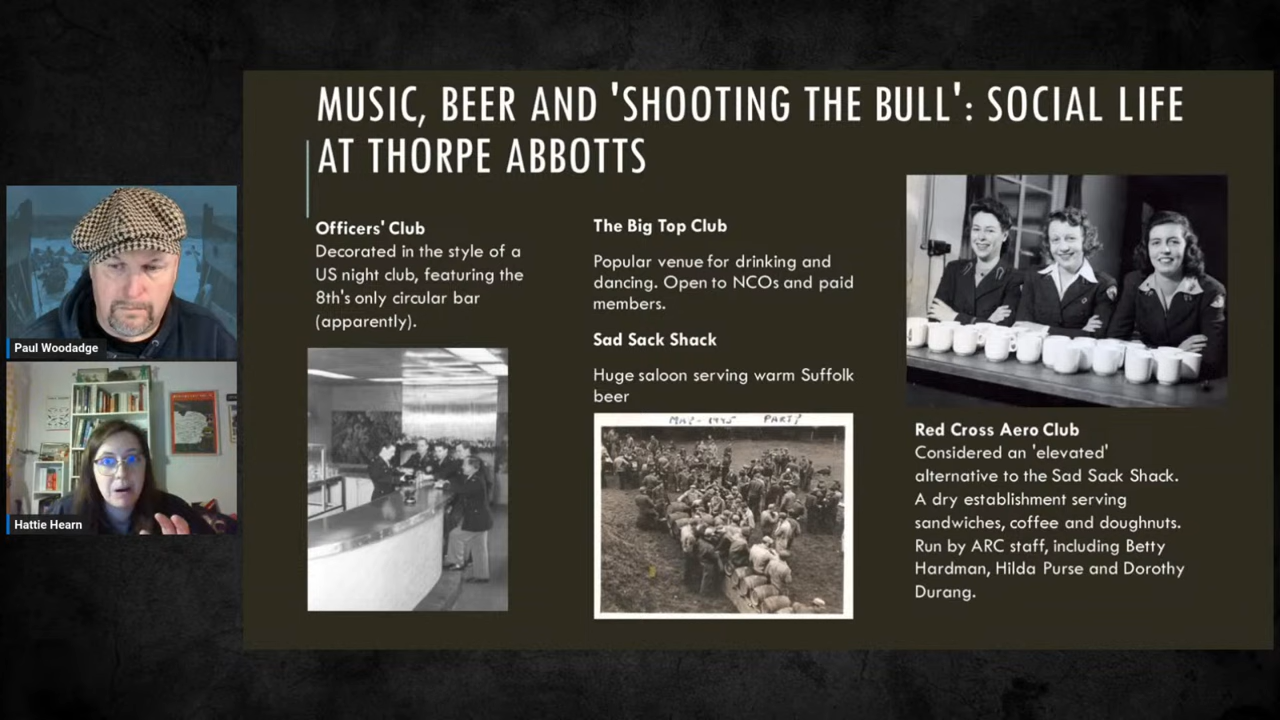 MUSIC, BEER AND 'SHOOTING THE BULL': SOCIAL LIFE
AT THORPE ABBOTTS
Officers' Club
Decorated in the style of a
US night club, featuring the
8th's only circular bar
(apparently).
The Big Top Club
Popular venue for drinking and
dancing. Open to NCOs and paid
members.
Sad Sack Shack
Huge saloon serving warm Suffolk
beer
Red Cross Aero Club
Considered an 'elevated'
alternative to the Sad Sack Shack.
A dry establishment serving
sandwiches, coffee and doughnuts.
Run by ARC staff, including Betty
Hardman, Hilda Purse and Dorothy
Durang.
Paul Woodadge
Hattie Hearn